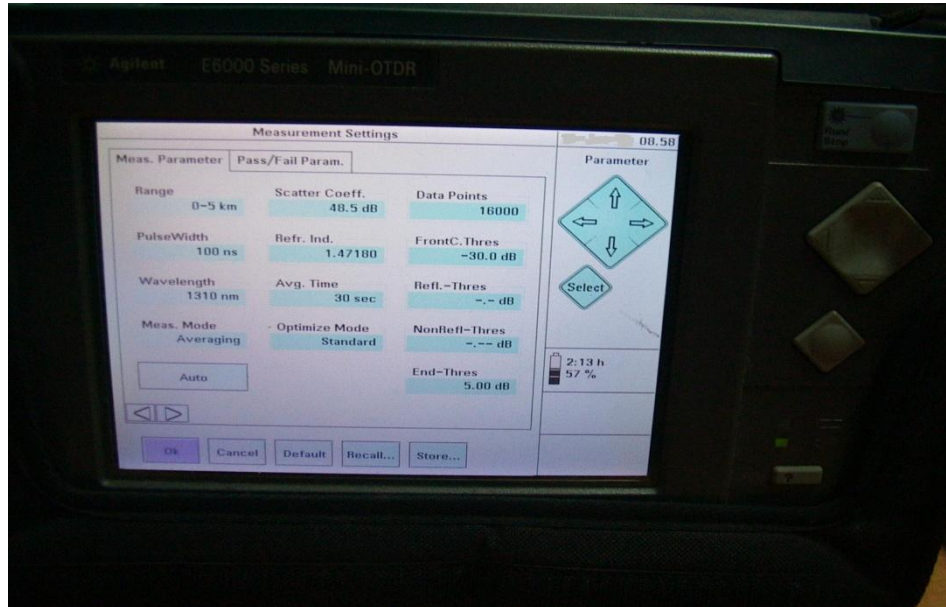 Agilent E6000 Series Mini-OTDR
Measurement Settings
08.58
Meas. Parameter Pass/Fail Param.
Parameter
Range
0-5 km
Scatter Coeff.
48.5 dB
Data Points
16000
PulseWidth
100 ns
Refr. Ind.
1.47180
FrontC.Thres
-30.0 dB
Wavelength
1310 nm
Avg. Time
30 sec
Refl.-Thres
-.- dB
Select
Meas. Mode
Averaging
- Optimize Mode
Standard
NonRefl-Thres
-.-- dB
Auto
End-Thres
5.00 dB
2:13 h
57 %
Ok Cancel Default Recall... Store...
Run/
Stop
?